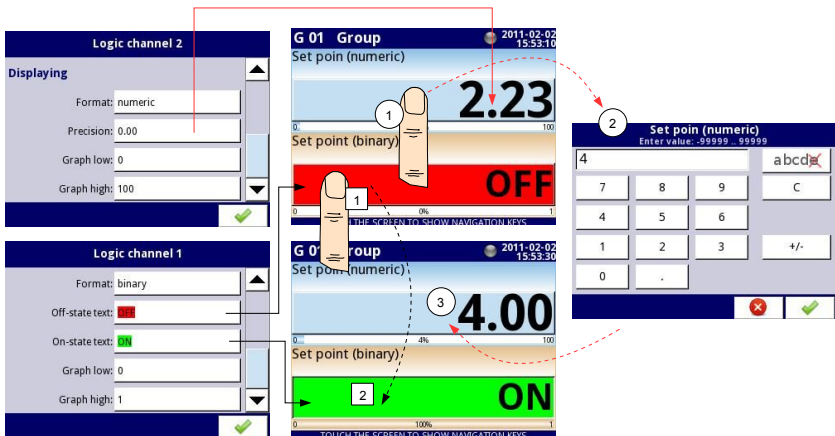 Logic channel 2
Displaying
Format: numeric
Precision: 0.00
Graph low: 0
Graph high: 100
G 01 Group
2011-02-02
15:53:10
Set poin (numeric)
2.23
1
0 100
Set point (binary)
OFF
1
0 0% 1
THE SCREEN TO SHOW NAVIGATION KEYS
2
Set poin (numeric)
Enter value: -99999 .. 99999
4
abcde
7 8 9 C
4 5 6
1 2 3 +/-
0 .
Logic channel 1
Format: binary
Off-state text: OFF
On-state text: ON
Graph low: 0
Graph high: 1
G 01 Group
2011-02-02
15:53:30
Set poin (numeric)
3
4.00
0 4% 100
Set point (binary)
2
ON
0 100% 1
TOUCH THE SCREEN TO SHOW NAVIGATION KEYS